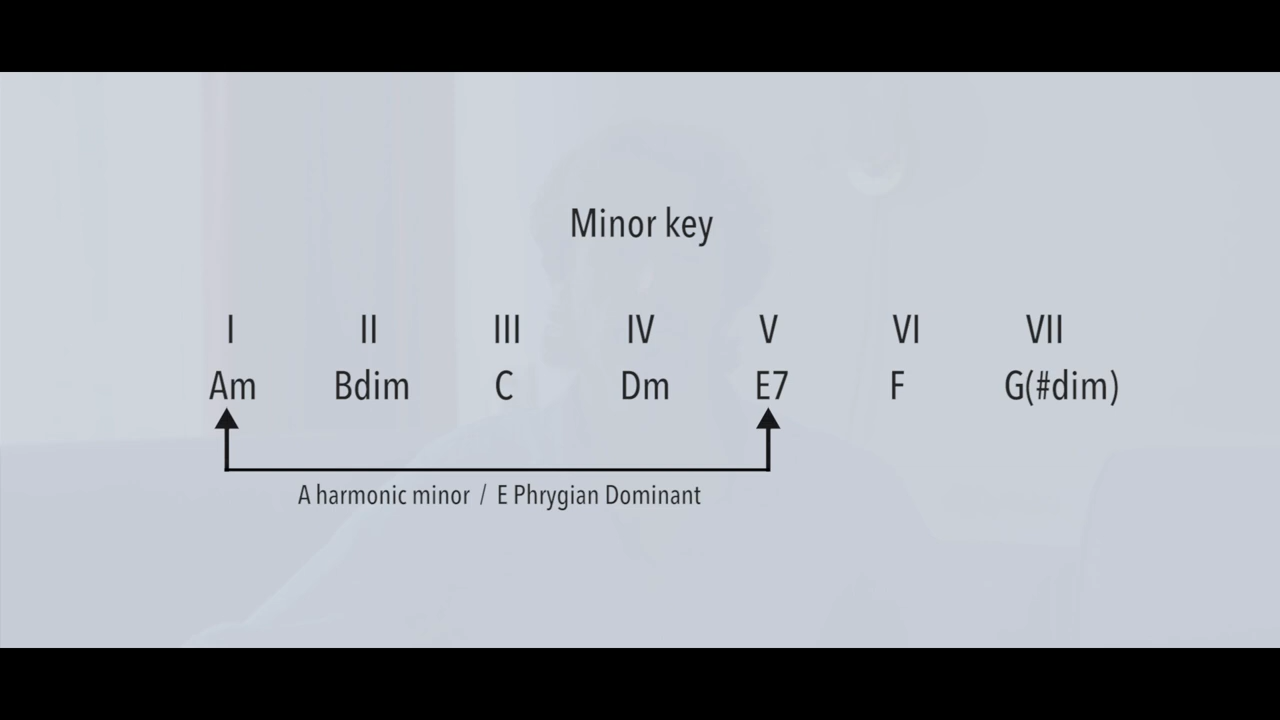 Minor key
I II III IV V VI VII
Am Bdim C Dm E7 F G(#dim)
A harmonic minor / E Phrygian Dominant